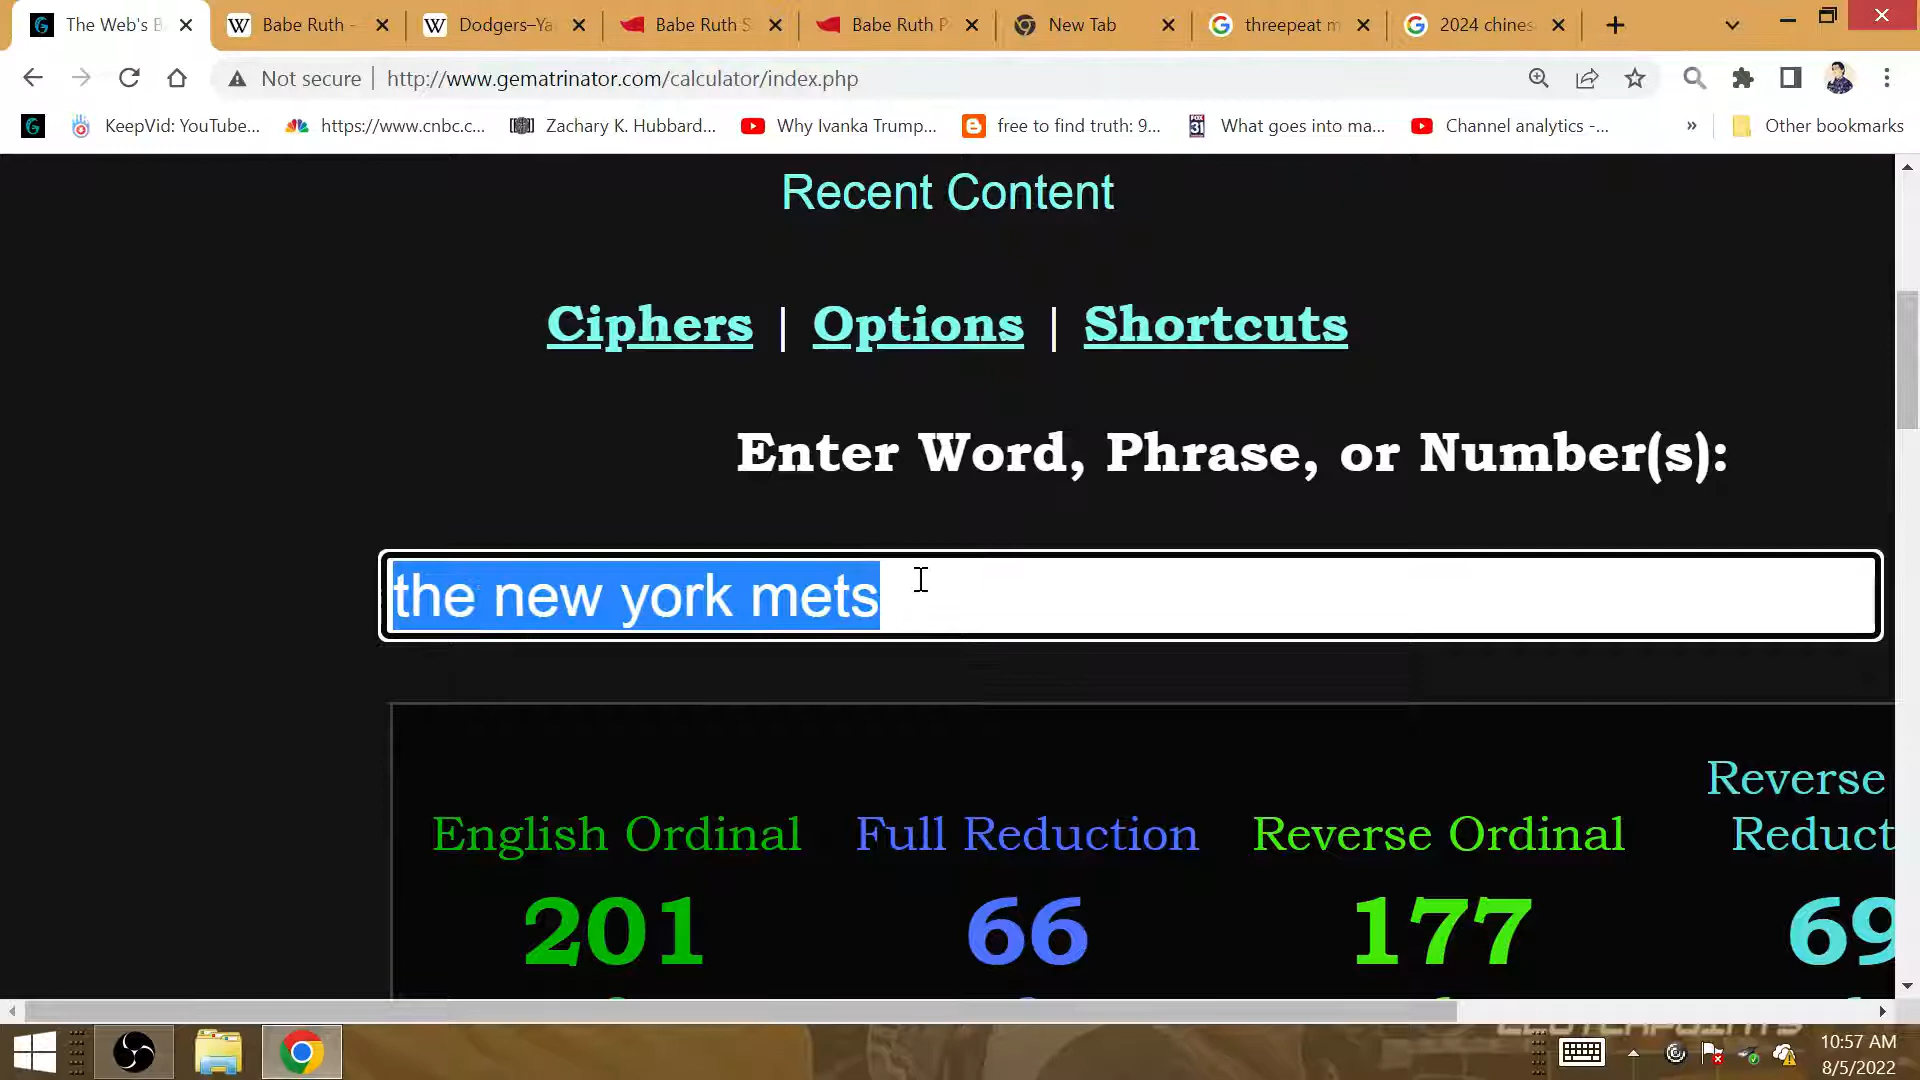 The Web's B
Babe Ruth -
Dodgers–Ya
Babe Ruth S
Babe Ruth P
New Tab
threepeat m
2024 chines
Not secure
http://www.gematrinator.com/calculator/index.php
KeepVid: YouTube...
https://www.cnbc.c...
Zachary K. Hubbard...
Why Ivanka Trump...
free to find truth: 9...
FOX 31
What goes into ma...
Channel analytics -...
»
Other bookmarks
Recent Content
Ciphers | Options | Shortcuts
Enter Word, Phrase, or Number(s):
the new york mets
Reverse
English Ordinal
Full Reduction
Reverse Ordinal
Reduct
201
66
177
69
CLUTCHPOINTS
10:57 AM
8/5/2022